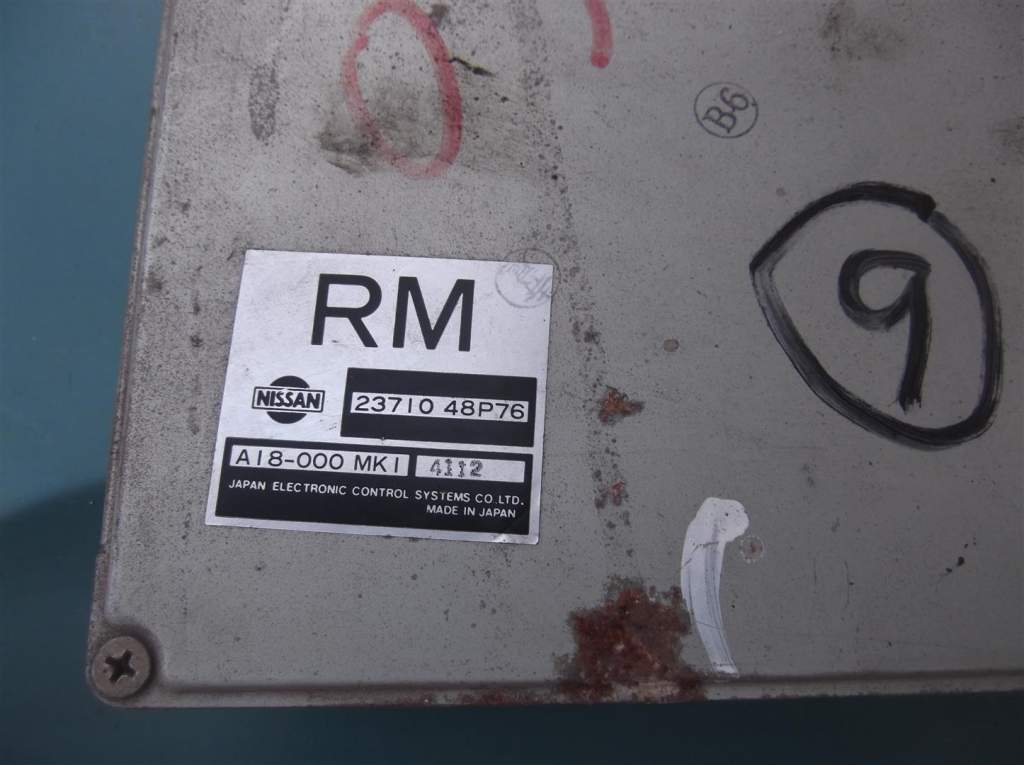 B6
9
RM
NISSAN
23710 48P76
A18-000 MK1 4112
JAPAN ELECTRONIC CONTROL SYSTEMS CO.LTD.
MADE IN JAPAN